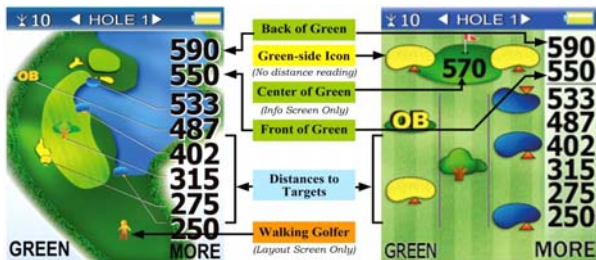 10 ◄ HOLE 1►
590
550
OB
533
487
402
315
275
250
GREEN
MORE
Back of Green
Green-side Icon
(No distance reading)
Center of Green
(Info Screen Only)
Front of Green
Distances to
Targets
Walking Golfer
(Layout Screen Only)
10 ◄ HOLE 1►
590
570
550
533
OB
487
402
315
275
250
GREEN
MORE